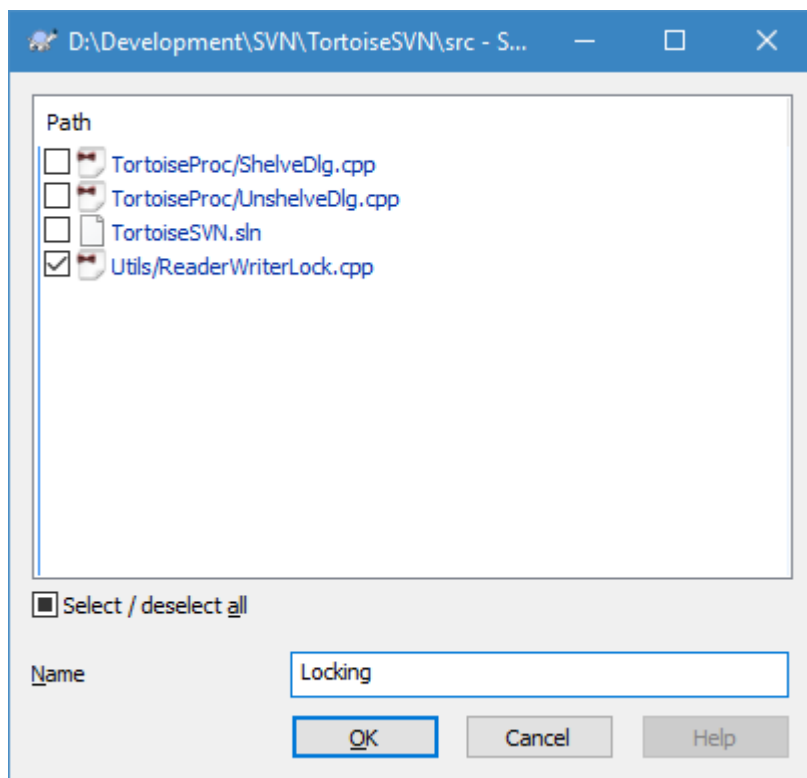 D:\Development\SVN\TortoiseSVN\src - S...
Path
TortoiseProc/ShelveDlg.cpp
TortoiseProc/UnshelveDlg.cpp
TortoiseSVN.sln
Utils/ReaderWriterLock.cpp
Select / deselect all
Name Locking
OK Cancel Help